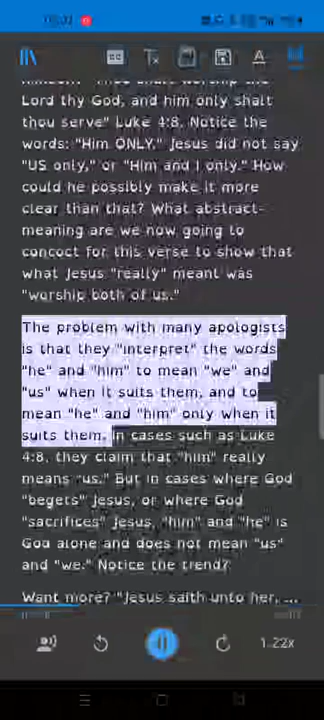 Lord thy God, and him only shalt
thou serve" Luke 4:8. Notice the
words: "Him ONLY." Jesus did not say
"US only," or "Him and I only." How
could he possibly make it more
clear than that? What abstract
meaning are we now going to
concoct for this verse to show that
what Jesus "really" meant was
"worship both of us."
The problem with many apologists
is that they "interpret" the words
"he" and "him" to mean "we" and
"us" when it suits them, and to
mean "he" and "him" only when it
suits them. In cases such as Luke
4:8, they claim that "him" really
means "us." But in cases where God
"begets" Jesus, or where God
"sacrifices" Jesus, "him" and "he" is
God alone and does not mean "us"
and "we." Notice the trend?
Want more? "Jesus saith unto her, ...
1.22x